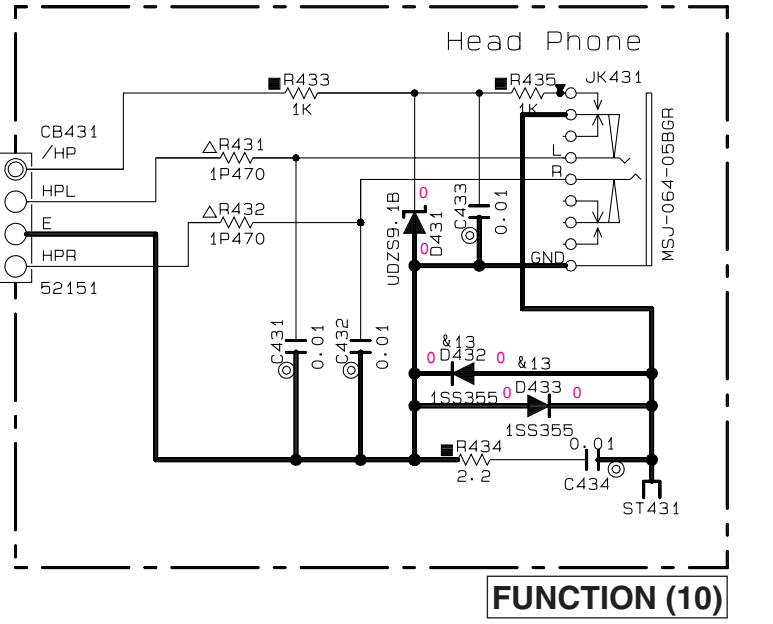 Head Phone
R433
1K
R435
1K
JK431
CB431
/HP
R431
1P470
L
HPL
R
MSJ-064-05BGR
R432
1P470
UDZS9.1B
0
D431
0
C433
0.01
E
HPR
GND
52151
C431
0.01
C432
0.01
&13
0 D432 0
&13
1SS355
0 D433 0
1SS355
R434
2.2
0.01
C434
ST431
FUNCTION (10)